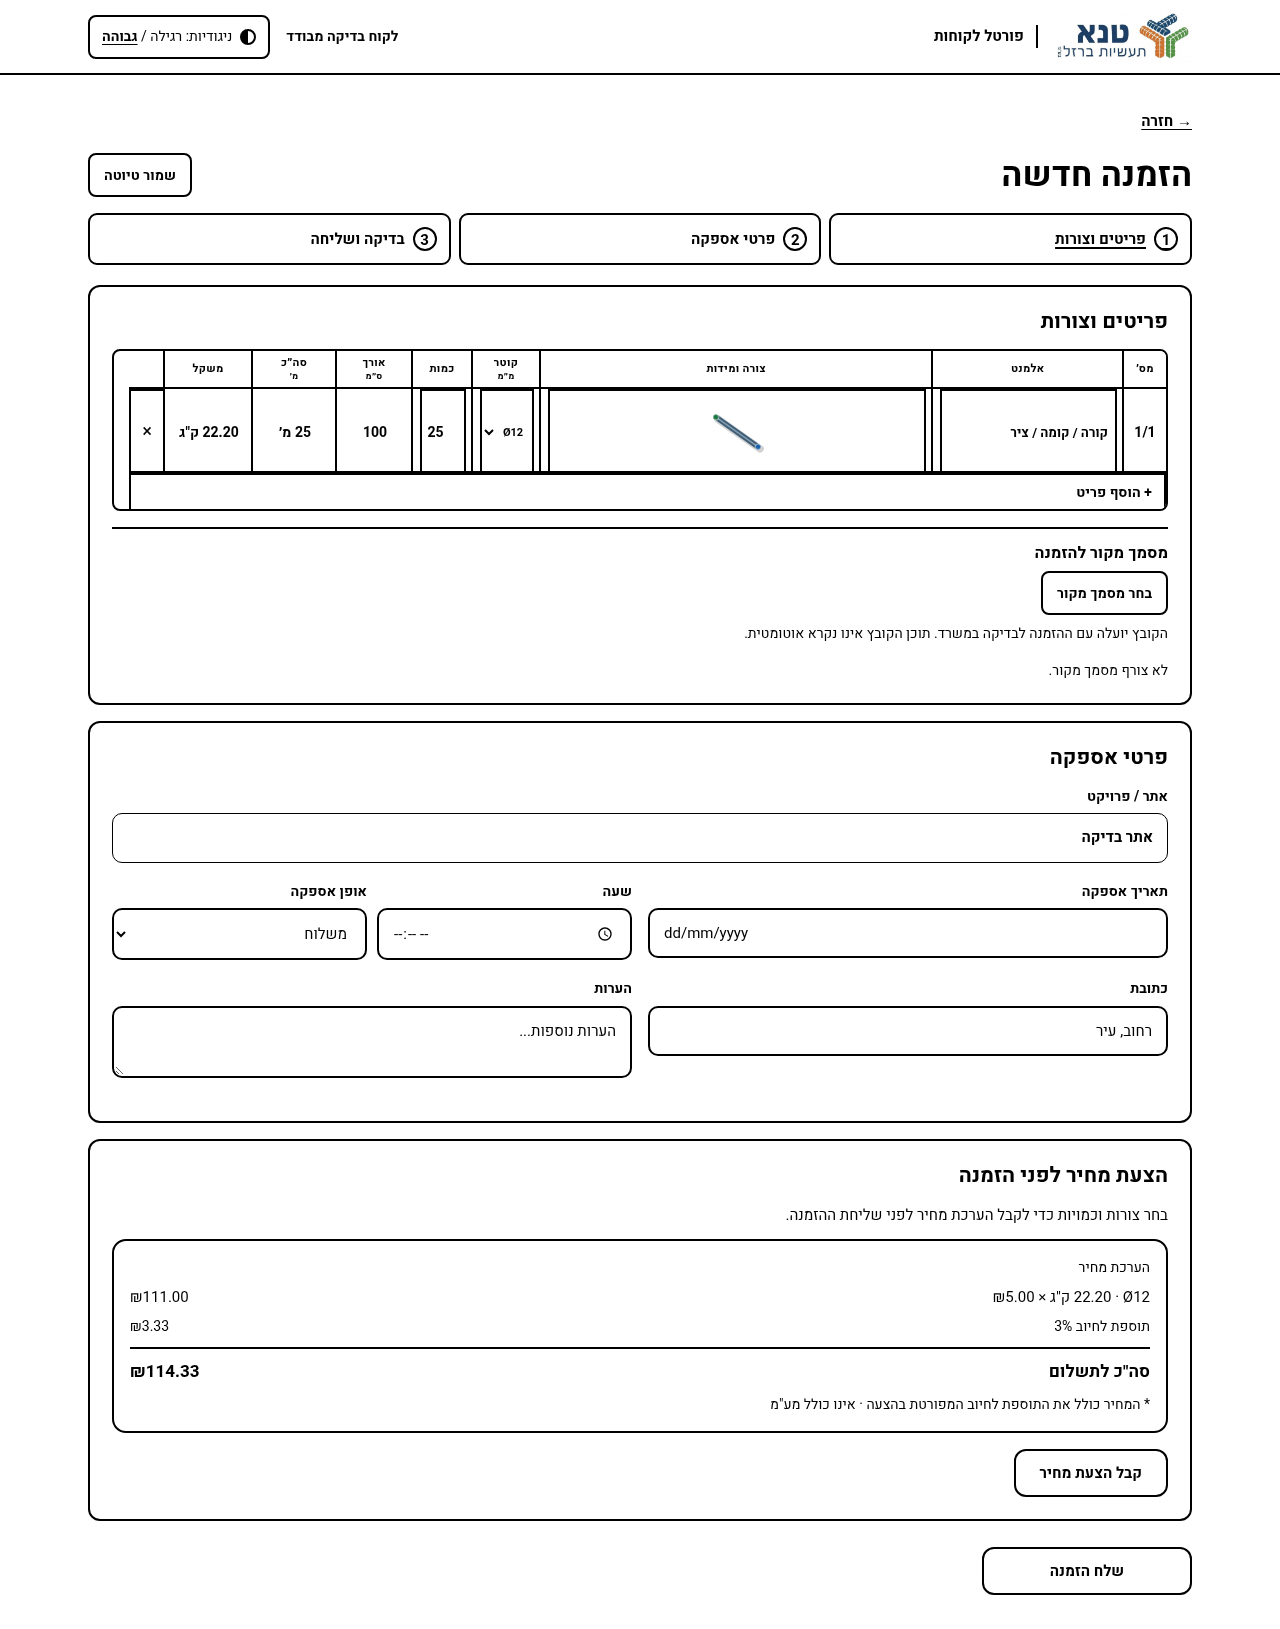 טנא
תעשיות ברזל
פורטל לקוחות
לקוח בדיקה מבודד
ניגודיות: רגילה / גבוהה
→ חזרה
הזמנה חדשה
שמור טיוטה
1 פריטים וצורות
2 פרטי אספקה
3 בדיקה ושליחה
פריטים וצורות
מס' אלמנט צורה ומידות קוטר מ"מ כמות אורך ס"מ סה"כ מ' משקל
1/1 קורה / קומה / ציר Ø12 25 100 25 מ' 22.20 ק"ג ×
+ הוסף פריט
מסמך מקור להזמנה
בחר מסמך מקור
הקובץ יועלה עם ההזמנה לבדיקה במשרד. תוכן הקובץ אינו נקרא אוטומטית.
לא צורף מסמך מקור.
פרטי אספקה
אתר / פרויקט
אתר בדיקה
תאריך אספקה שעה אופן אספקה
dd/mm/yyyy --:-- -- משלוח
כתובת הערות
רחוב, עיר הערות נוספות...
הצעת מחיר לפני הזמנה
בחר צורות וכמויות כדי לקבל הערכת מחיר לפני שליחת ההזמנה.
הערכת מחיר
Ø12 · 22.20 ק"ג × ₪5.00 ₪111.00
תוספת לחיוב 3% ₪3.33
סה"כ לתשלום ₪114.33
* המחיר כולל את התוספת לחיוב המפורטת בהצעה · אינו כולל מע"מ
קבל הצעת מחיר
שלח הזמנה